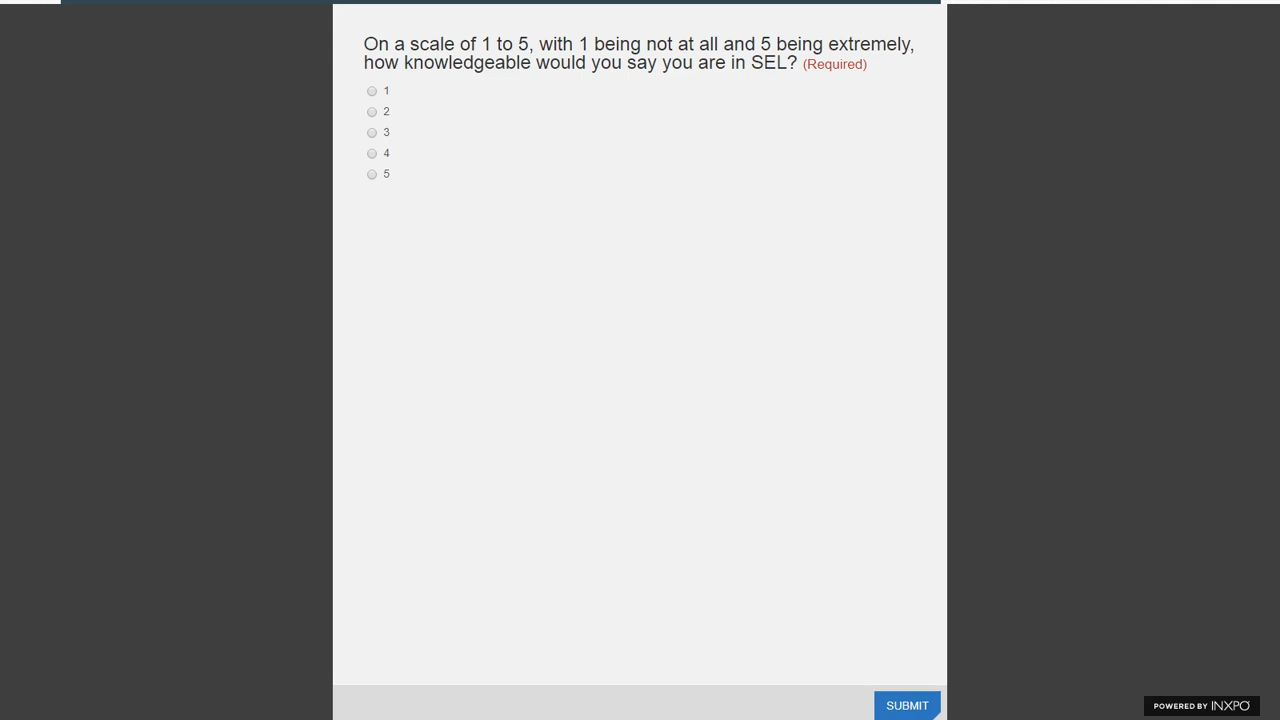 On a scale of 1 to 5, with 1 being not at all and 5 being extremely,
how knowledgeable would you say you are in SEL? (Required)
1
2
3
4
5
SUBMIT
POWERED BY INXPO